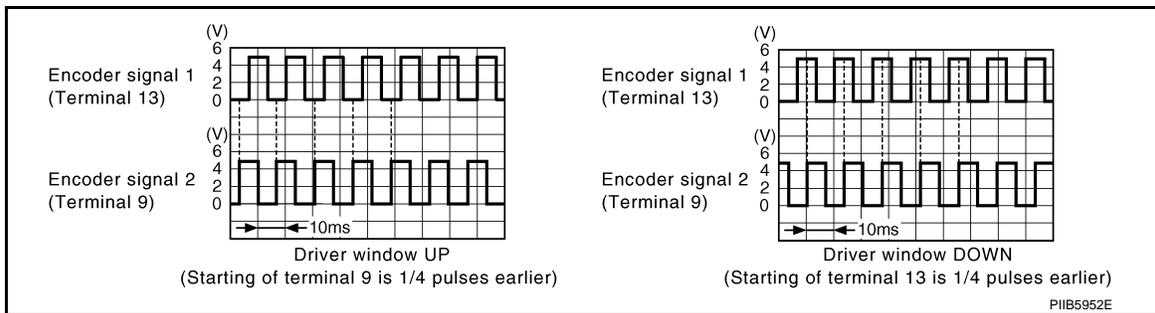 (V)
6
4
2
0
Encoder signal 1
(Terminal 13)
(V)
6
4
2
0
Encoder signal 2
(Terminal 9)
10ms
Driver window UP
(Starting of terminal 9 is 1/4 pulses earlier)
(V)
6
4
2
0
Encoder signal 1
(Terminal 13)
(V)
6
4
2
0
Encoder signal 2
(Terminal 9)
10ms
Driver window DOWN
(Starting of terminal 13 is 1/4 pulses earlier)
PIIB5952E